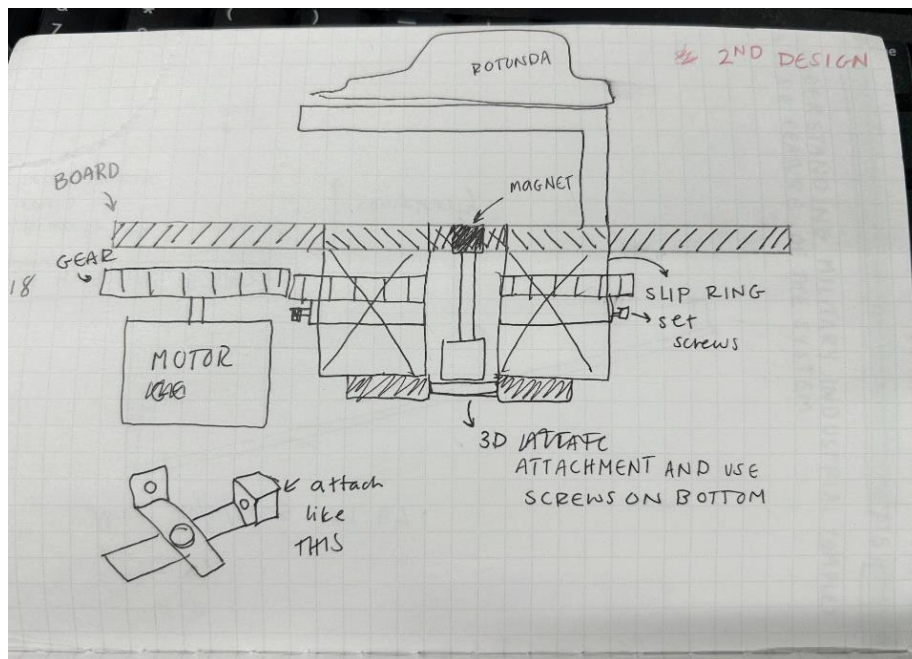 2ND DESIGN
ROTUNDA
MAGNET
BOARD
GEAR
18
SLIP RING
set
screws
MOTOR
3D
ATTACHMENT AND USE
SCREWS ON BOTTOM
attach
like
THIS